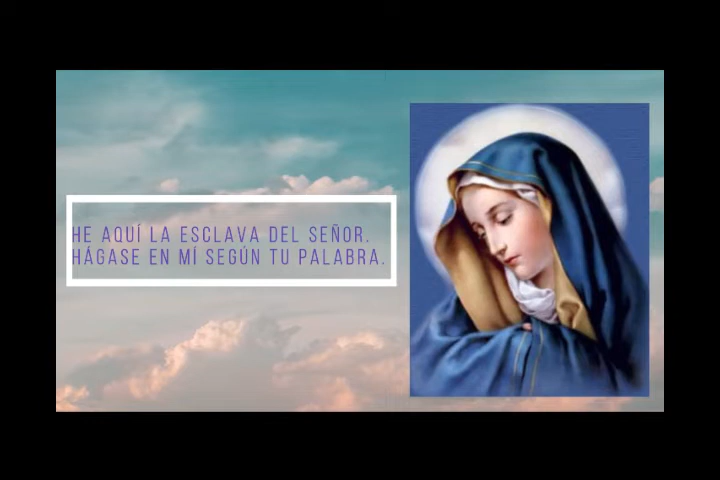 HE AQUÍ LA ESCLAVA DEL SEÑOR.
HÁGASE EN MÍ SEGÚN TU PALABRA.